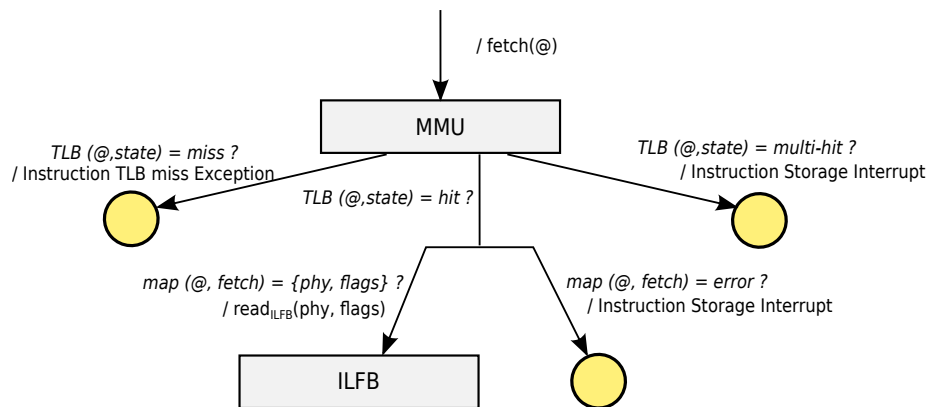 / fetch(@)
MMU
TLB (@,state) = miss ?
/ Instruction TLB miss Exception
TLB (@,state) = hit ?
TLB (@,state) = multi-hit ?
/ Instruction Storage Interrupt
map (@, fetch) = {phy, flags} ?
/ readILFB(phy, flags)
map (@, fetch) = error ?
/ Instruction Storage Interrupt
ILFB